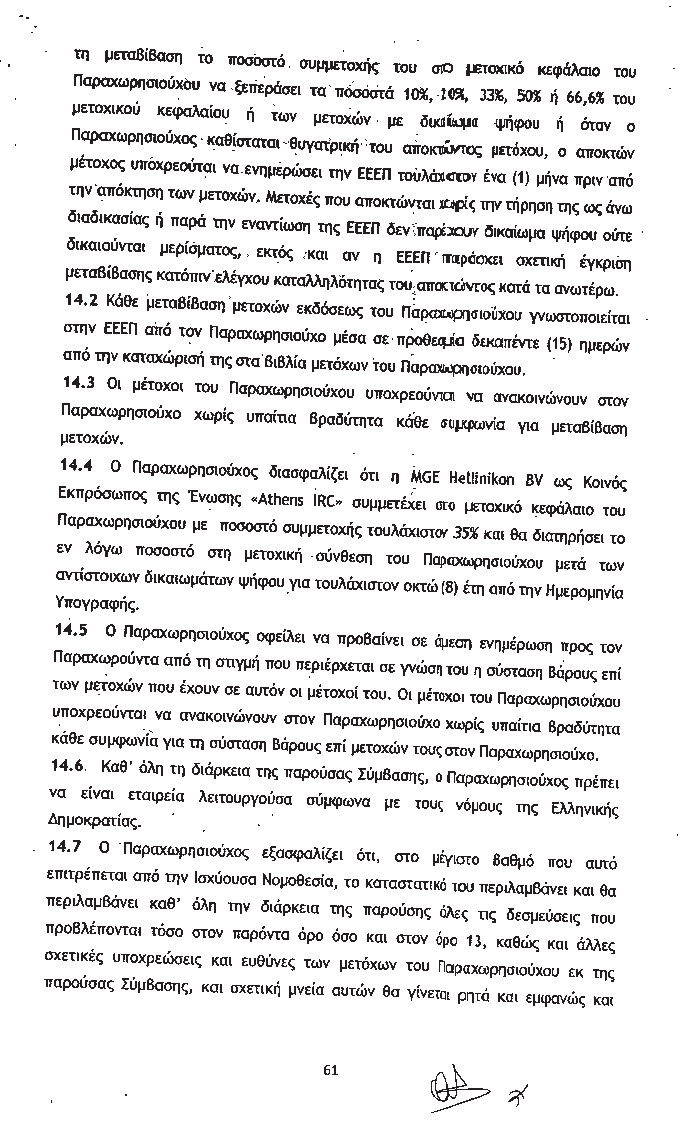 τη μεταβίβαση το ποσοστό συμμετοχής του στο μετοχικό κεφάλαιο του
Παραχωρησιούχου να ξεπεράσει τα ποσοστά 10%, 10%, 33%, 50% ή 66,6% του
μετοχικού κεφαλαίου ή των μετοχών με δικαίωμα ψήφου ή όταν ο
Παραχωρησιούχος καθίσταται θυγατρική του αποκτώντος μετόχου, ο αποκτών
μέτοχος υποχρεούται να ενημερώσει την ΕΕΕΠ τουλάχιστον ένα (1) μήνα πριν από
την απόκτηση των μετοχών. Μετοχές που αποκτώνται χωρίς την τήρηση της ως άνω
διαδικασίας ή παρά την εναντίωση της ΕΕΕΠ δεν παρέχουν δικαίωμα ψήφου ούτε
δικαιούνται μερίσματος, εκτός και αν η ΕΕΕΠ παράσχει σχετική έγκριση
μεταβίβασης κατόπιν ελέγχου καταλληλότητας του αποκτώντος κατά τα ανωτέρω.
14.2 Κάθε μεταβίβαση μετοχών εκδόσεως του Παραχωρησιούχου γνωστοποιείται
στην ΕΕΕΠ από τον Παραχωρησιούχο μέσα σε προθεσμία δεκαπέντε (15) ημερών
από την καταχώρισή της στα βιβλία μετόχων του Παραχωρησιούχου.
14.3 Οι μέτοχοι του Παραχωρησιούχου υποχρεούνται να ανακοινώνουν στον
Παραχωρησιούχο χωρίς υπαίτια βραδύτητα κάθε συμφωνία για μεταβίβαση
μετοχών.
14.4 Ο Παραχωρησιούχος διασφαλίζει ότι η MGE Hellinikon BV ως Κοινός
Εκπρόσωπος της Ένωσης «Athens IRC» συμμετέχει στο μετοχικό κεφάλαιο του
Παραχωρησιούχου με ποσοστό συμμετοχής τουλάχιστον 35% και θα διατηρήσει το
εν λόγω ποσοστό στη μετοχική σύνθεση του Παραχωρησιούχου μετά των
αντίστοιχων δικαιωμάτων ψήφου για τουλάχιστον οκτώ (8) έτη από την Ημερομηνία
Υπογραφής.
14.5 Ο Παραχωρησιούχος οφείλει να προβαίνει σε άμεση ενημέρωση προς τον
Παραχωρούντα από τη στιγμή που περιέρχεται σε γνώση του η σύσταση Βάρους επί
των μετοχών που έχουν σε αυτόν οι μέτοχοί του. Οι μέτοχοι του Παραχωρησιούχου
υποχρεούνται να ανακοινώνουν στον Παραχωρησιούχο χωρίς υπαίτια βραδύτητα
κάθε συμφωνία για τη σύσταση Βάρους επί μετοχών τους στον Παραχωρησιούχο.
14.6. Καθ' όλη τη διάρκεια της παρούσας Σύμβασης, ο Παραχωρησιούχος πρέπει
να είναι εταιρεία λειτουργούσα σύμφωνα με τους νόμους της Ελληνικής
Δημοκρατίας.
14.7 Ο Παραχωρησιούχος εξασφαλίζει ότι, στο μέγιστο βαθμό που αυτό
επιτρέπεται από την Ισχύουσα Νομοθεσία, το καταστατικό του περιλαμβάνει και θα
περιλαμβάνει καθ' όλη την διάρκεια της παρούσης όλες τις δεσμεύσεις που
προβλέπονται τόσο στον παρόντα όρο όσο και στον όρο 13, καθώς και άλλες
σχετικές υποχρεώσεις και ευθύνες των μετόχων του Παραχωρησιούχου εκ της
παρούσας Σύμβασης, και σχετική μνεία αυτών θα γίνεται ρητά και εμφανώς και
61